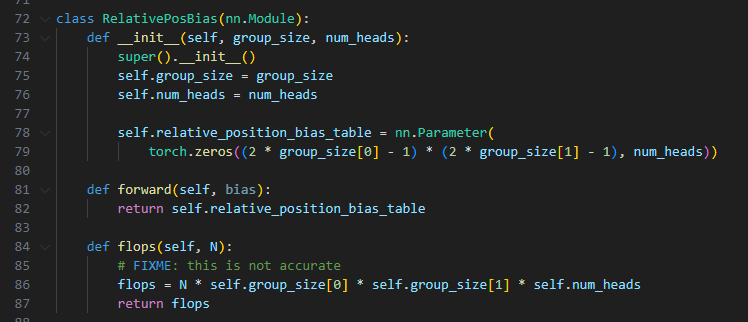 71
72 class RelativePosBias(nn.Module):
73     def __init__(self, group_size, num_heads):
74         super().__init__()
75         self.group_size = group_size
76         self.num_heads = num_heads
77
78         self.relative_position_bias_table = nn.Parameter(
79             torch.zeros((2 * group_size[0] - 1) * (2 * group_size[1] - 1), num_heads))
80
81     def forward(self, bias):
82         return self.relative_position_bias_table
83
84     def flops(self, N):
85         # FIXME: this is not accurate
86         flops = N * self.group_size[0] * self.group_size[1] * self.num_heads
87         return flops
88